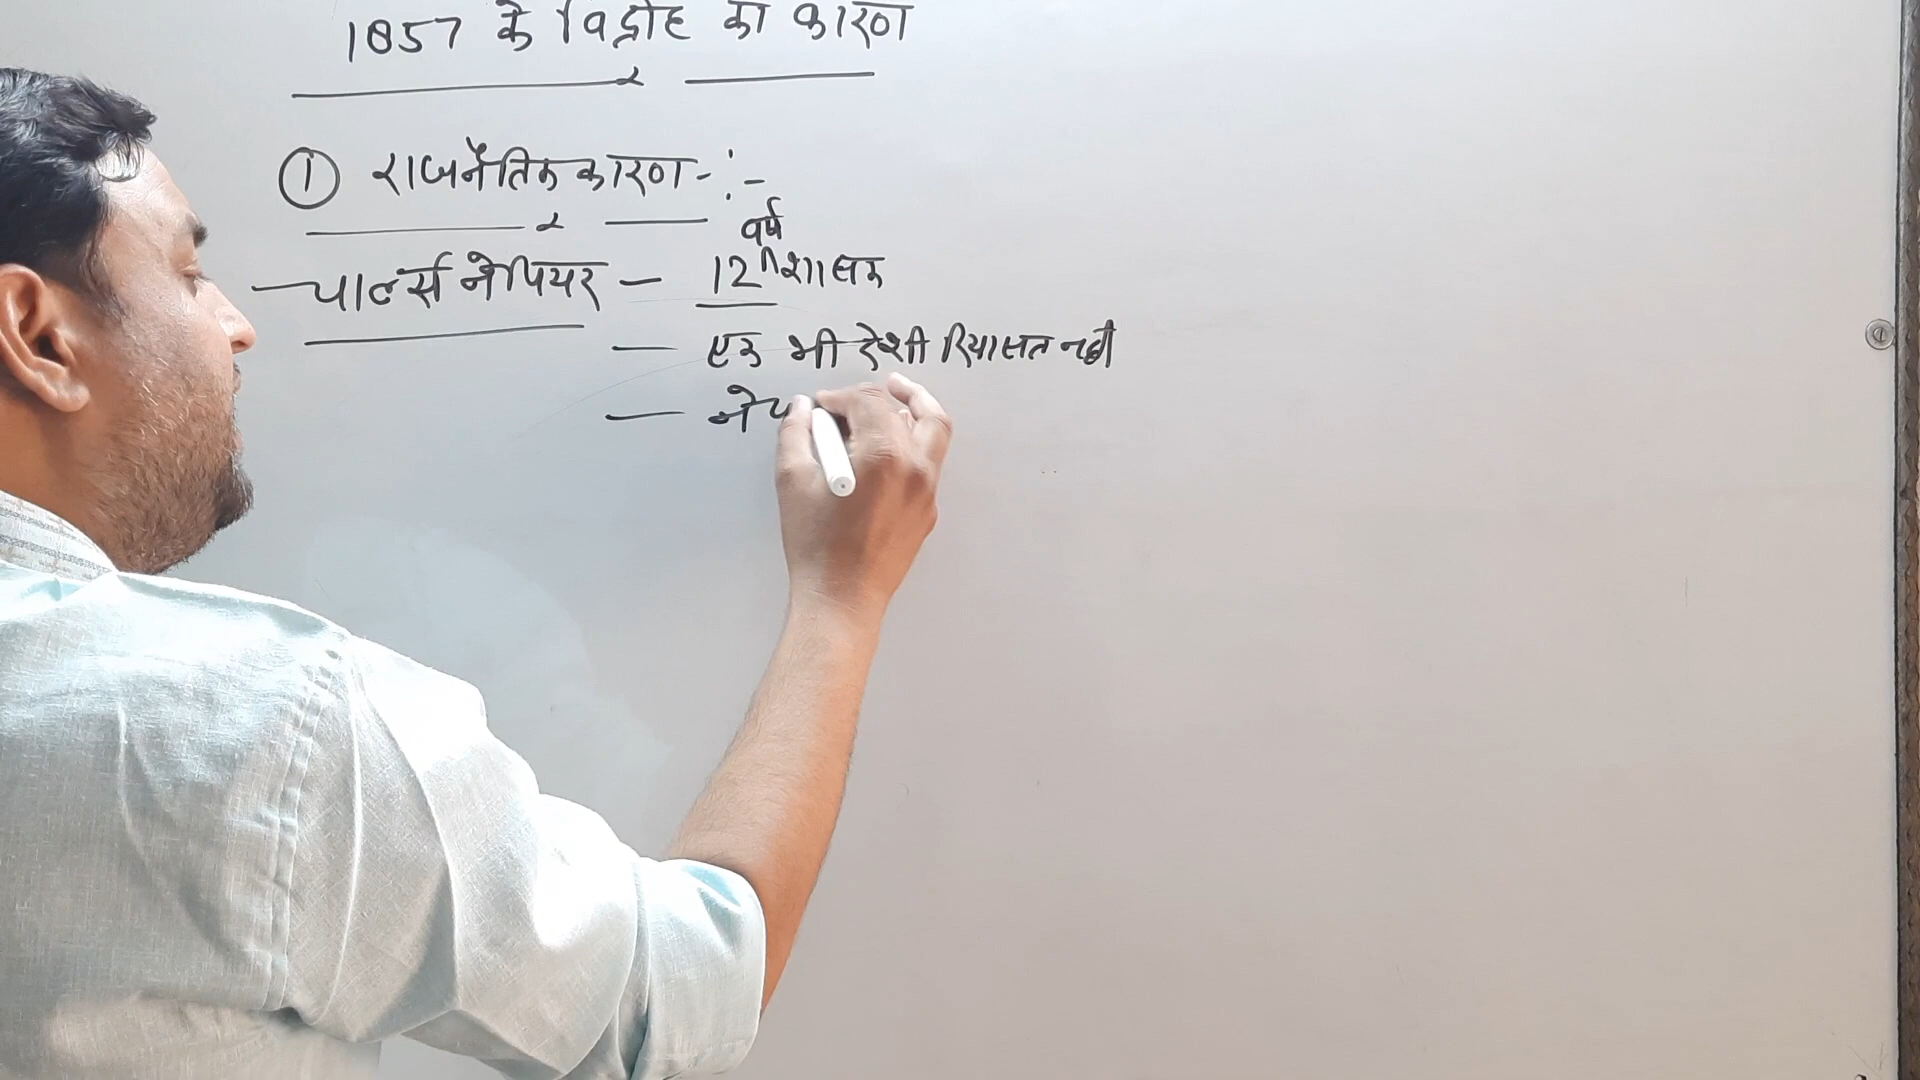 1857 के विद्रोह का कारण
① राजनैतिक कारण-:-
वर्ष
चार्ल्स नेपियर - 12 शासक
- एक भी देशी रियासत नहीं
- नेप